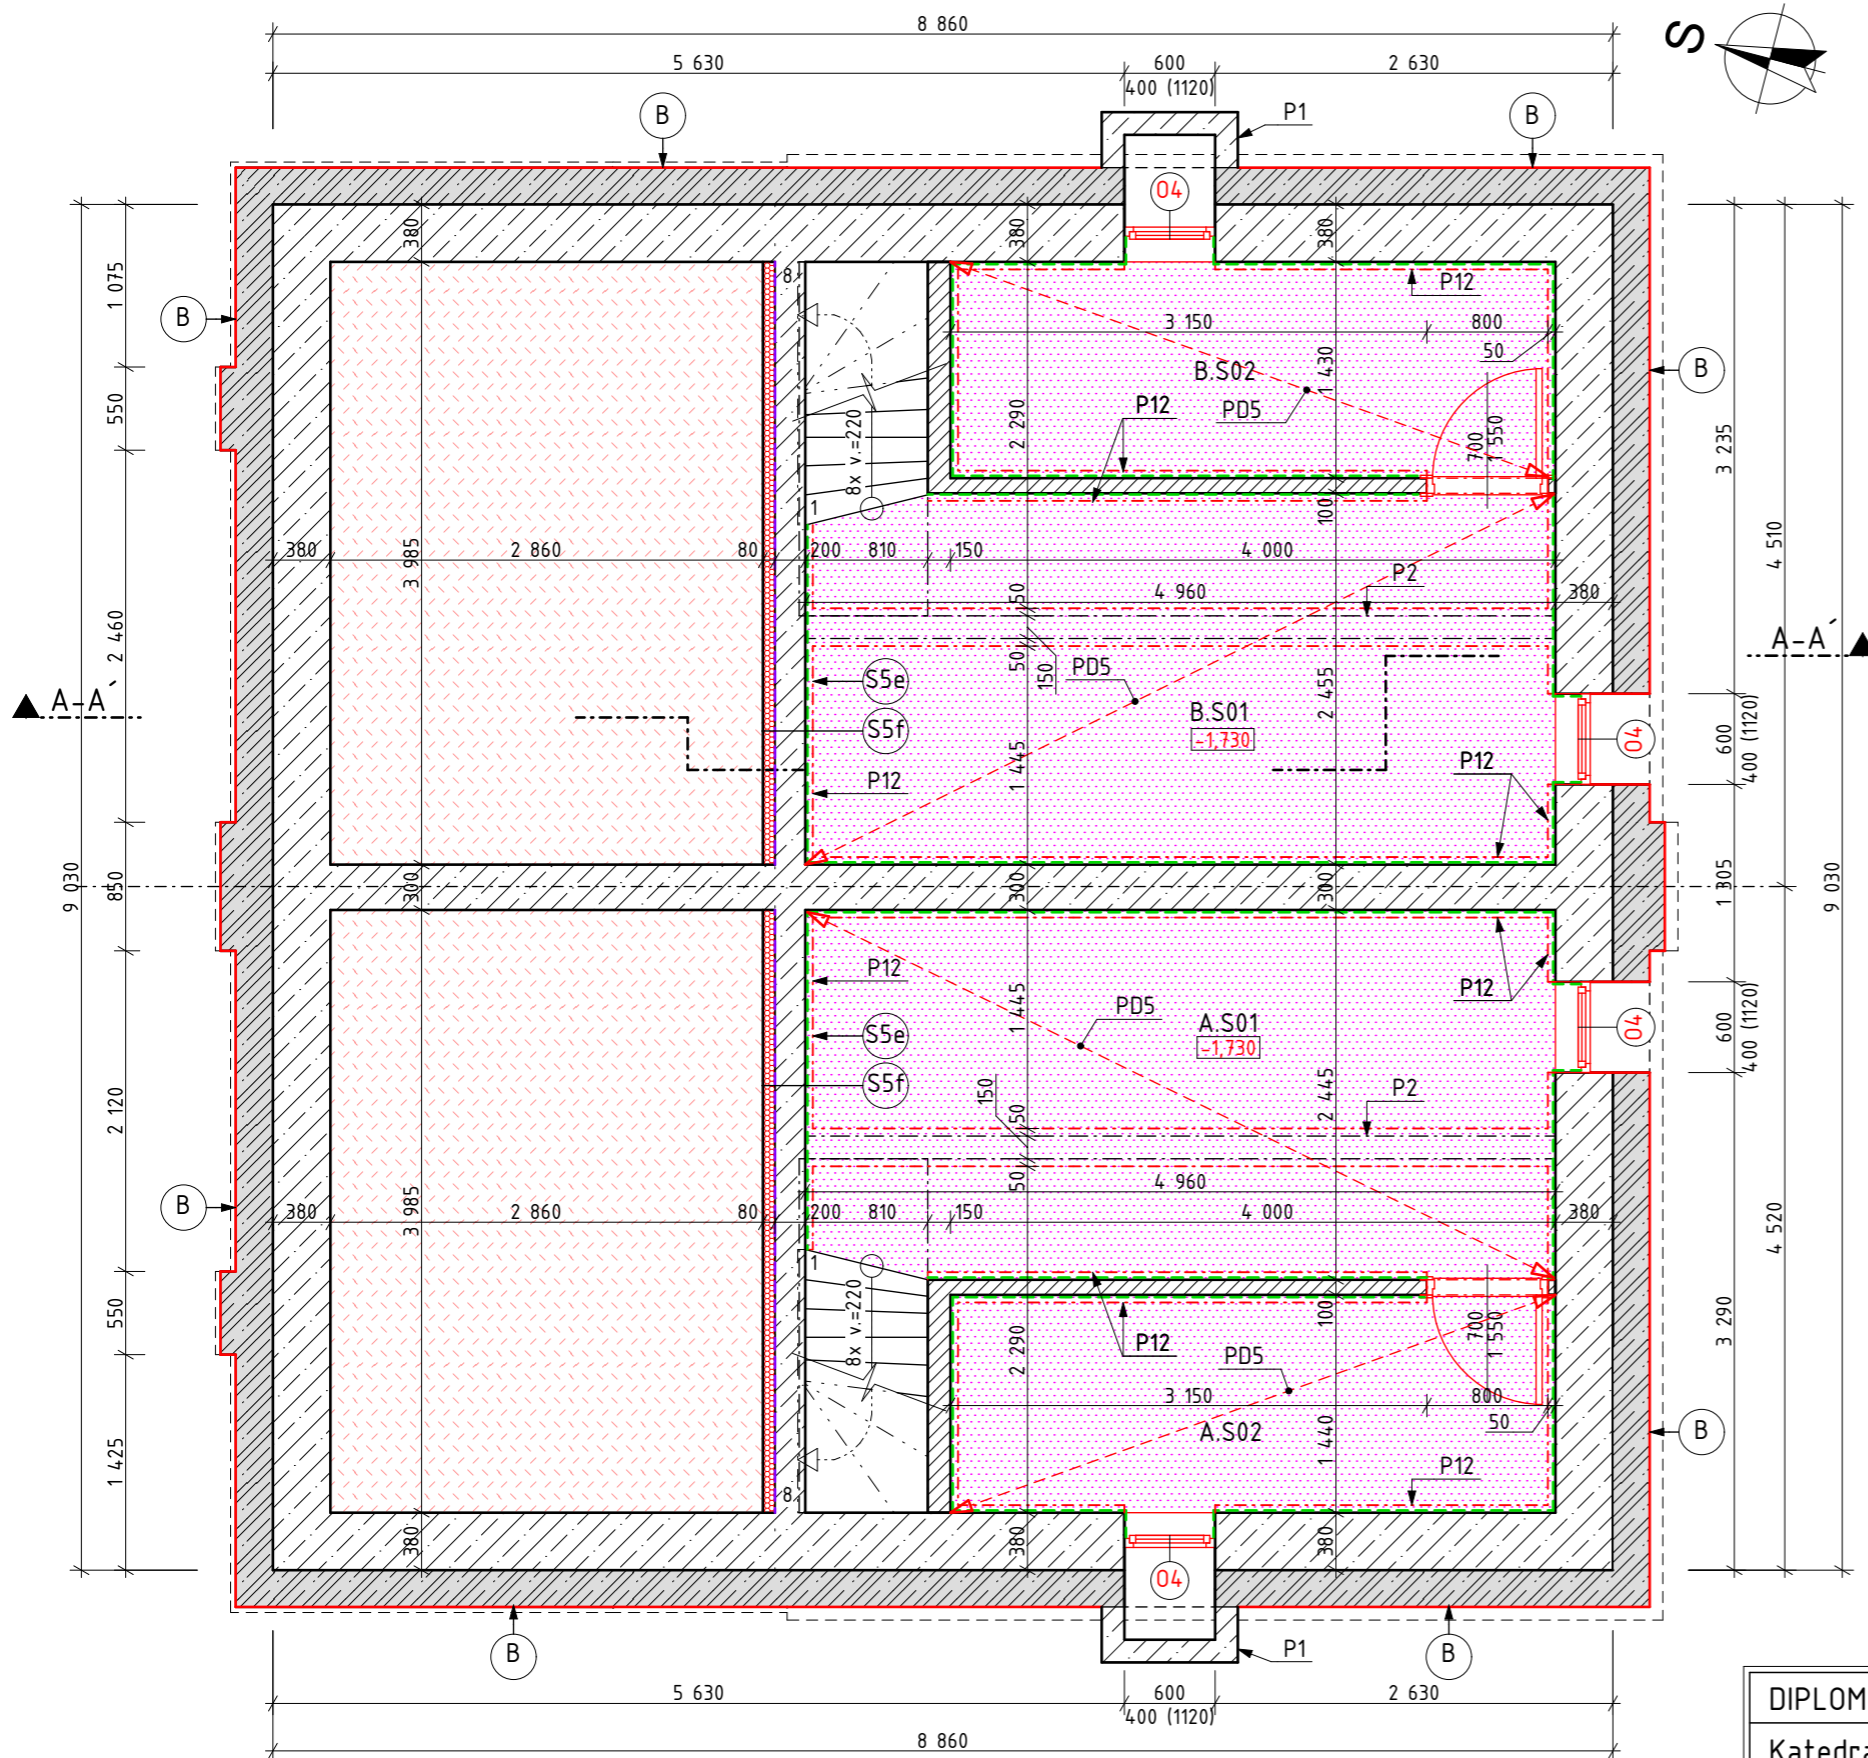 8 860
5 630
600
2 630
400 (1120)
S
B
B
P1
04
380
380
380
8
P12
3 150
800
50
B.S02
1 430
PD5
P12
2 290
8x v.=220
700
1 550
1
100
1 075
550
2 460
B
B
3 235
4 510
380
2 860
80
200
810
150
4 000
3 985
50
P2
4 960
380
A-A´
A-A´
50
150
PD5
S5e
S5f
2 455
B.S01
-1,730
1 445
P12
P12
04
600
400 (1120)
9 030
850
300
300
300
1 305
9 030
P12
P12
PD5
A.S01
-1,730
1 445
S5e
S5f
04
600
400 (1120)
2 120
150
50
2 445
P2
50
4 960
B
380
2 860
80
200
810
150
4 000
380
3 985
4 520
1
550
8x v.=220
100
700
1 550
3 290
2 290
P12
PD5
3 150
800
50
1 425
A.S02
1 440
B
P12
8
380
380
380
04
B
B
P1
5 630
600
2 630
400 (1120)
8 860
DIPLOM
Katedra